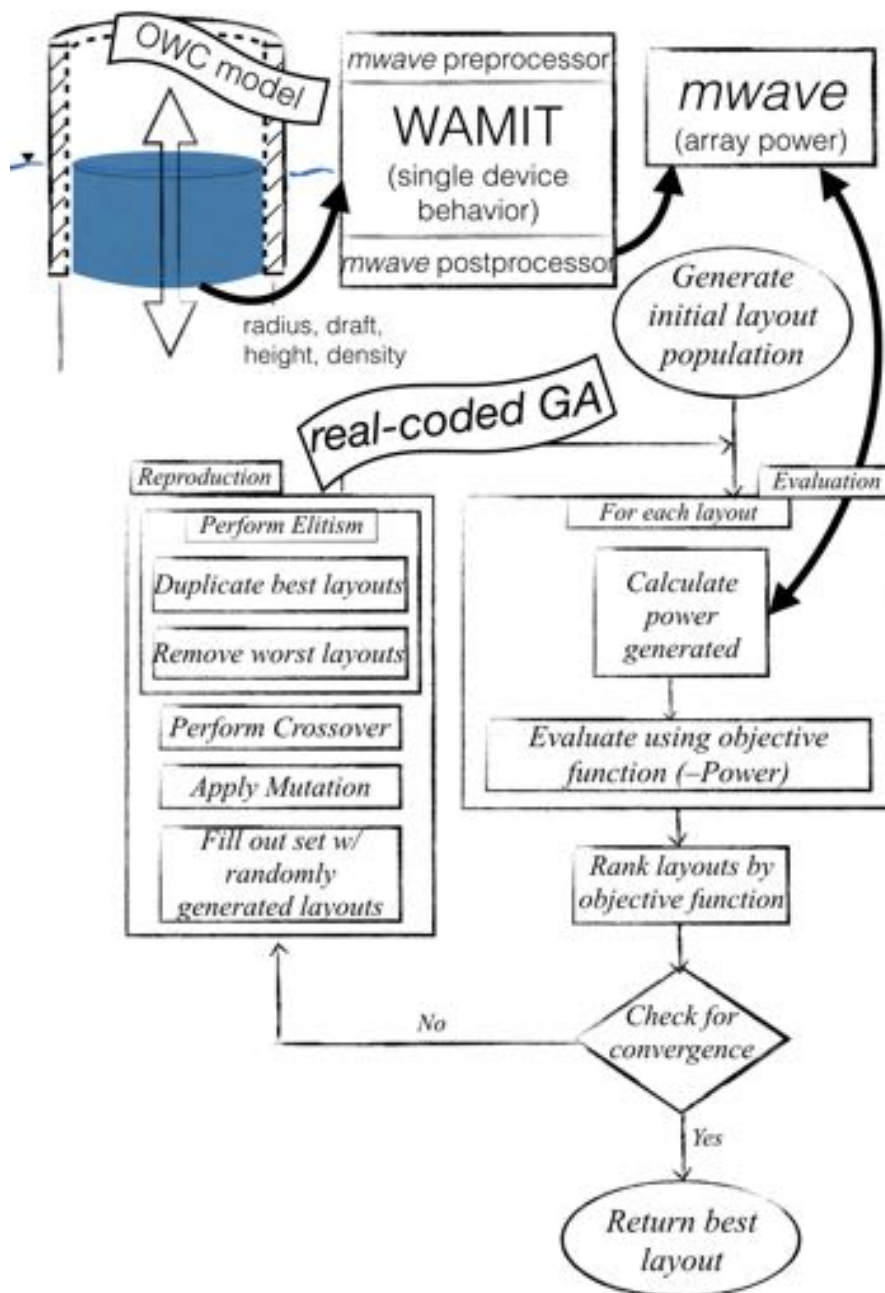 OWC model
mwave preprocessor
WAMIT
(single device
behavior)
mwave postprocessor
mwave
(array power)
radius, draft,
height, density
Generate
initial layout
population
real-coded GA
Reproduction
Perform Elitism
Duplicate best layouts
Remove worst layouts
Perform Crossover
Apply Mutation
Fill out set w/
randomly
generated layouts
Evaluation
For each layout
Calculate
power
generated
Evaluate using objective
function (–Power)
Rank layouts by
objective function
Check for
convergence
No
Yes
Return best
layout